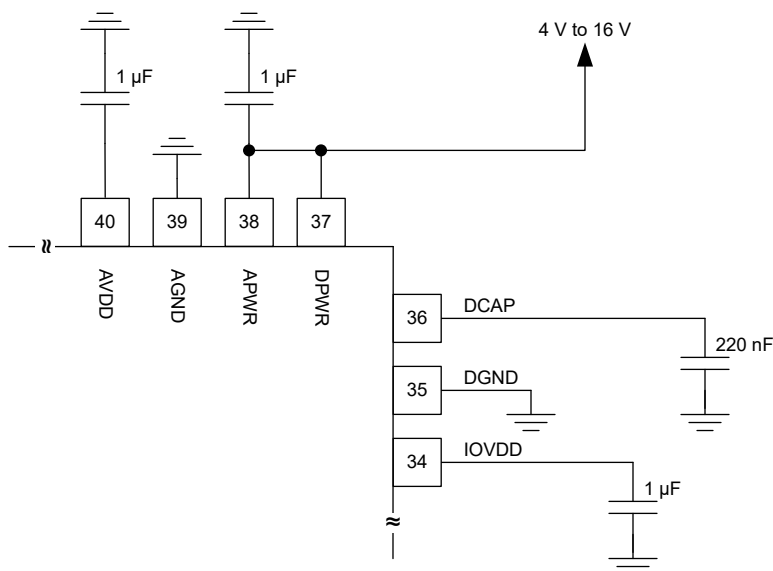 4 V to 16 V
1 µF
1 µF
40
39
38
37
AVDD
AGND
APWR
DPWR
36
DCAP
220 nF
35
DGND
34
IOVDD
1 µF